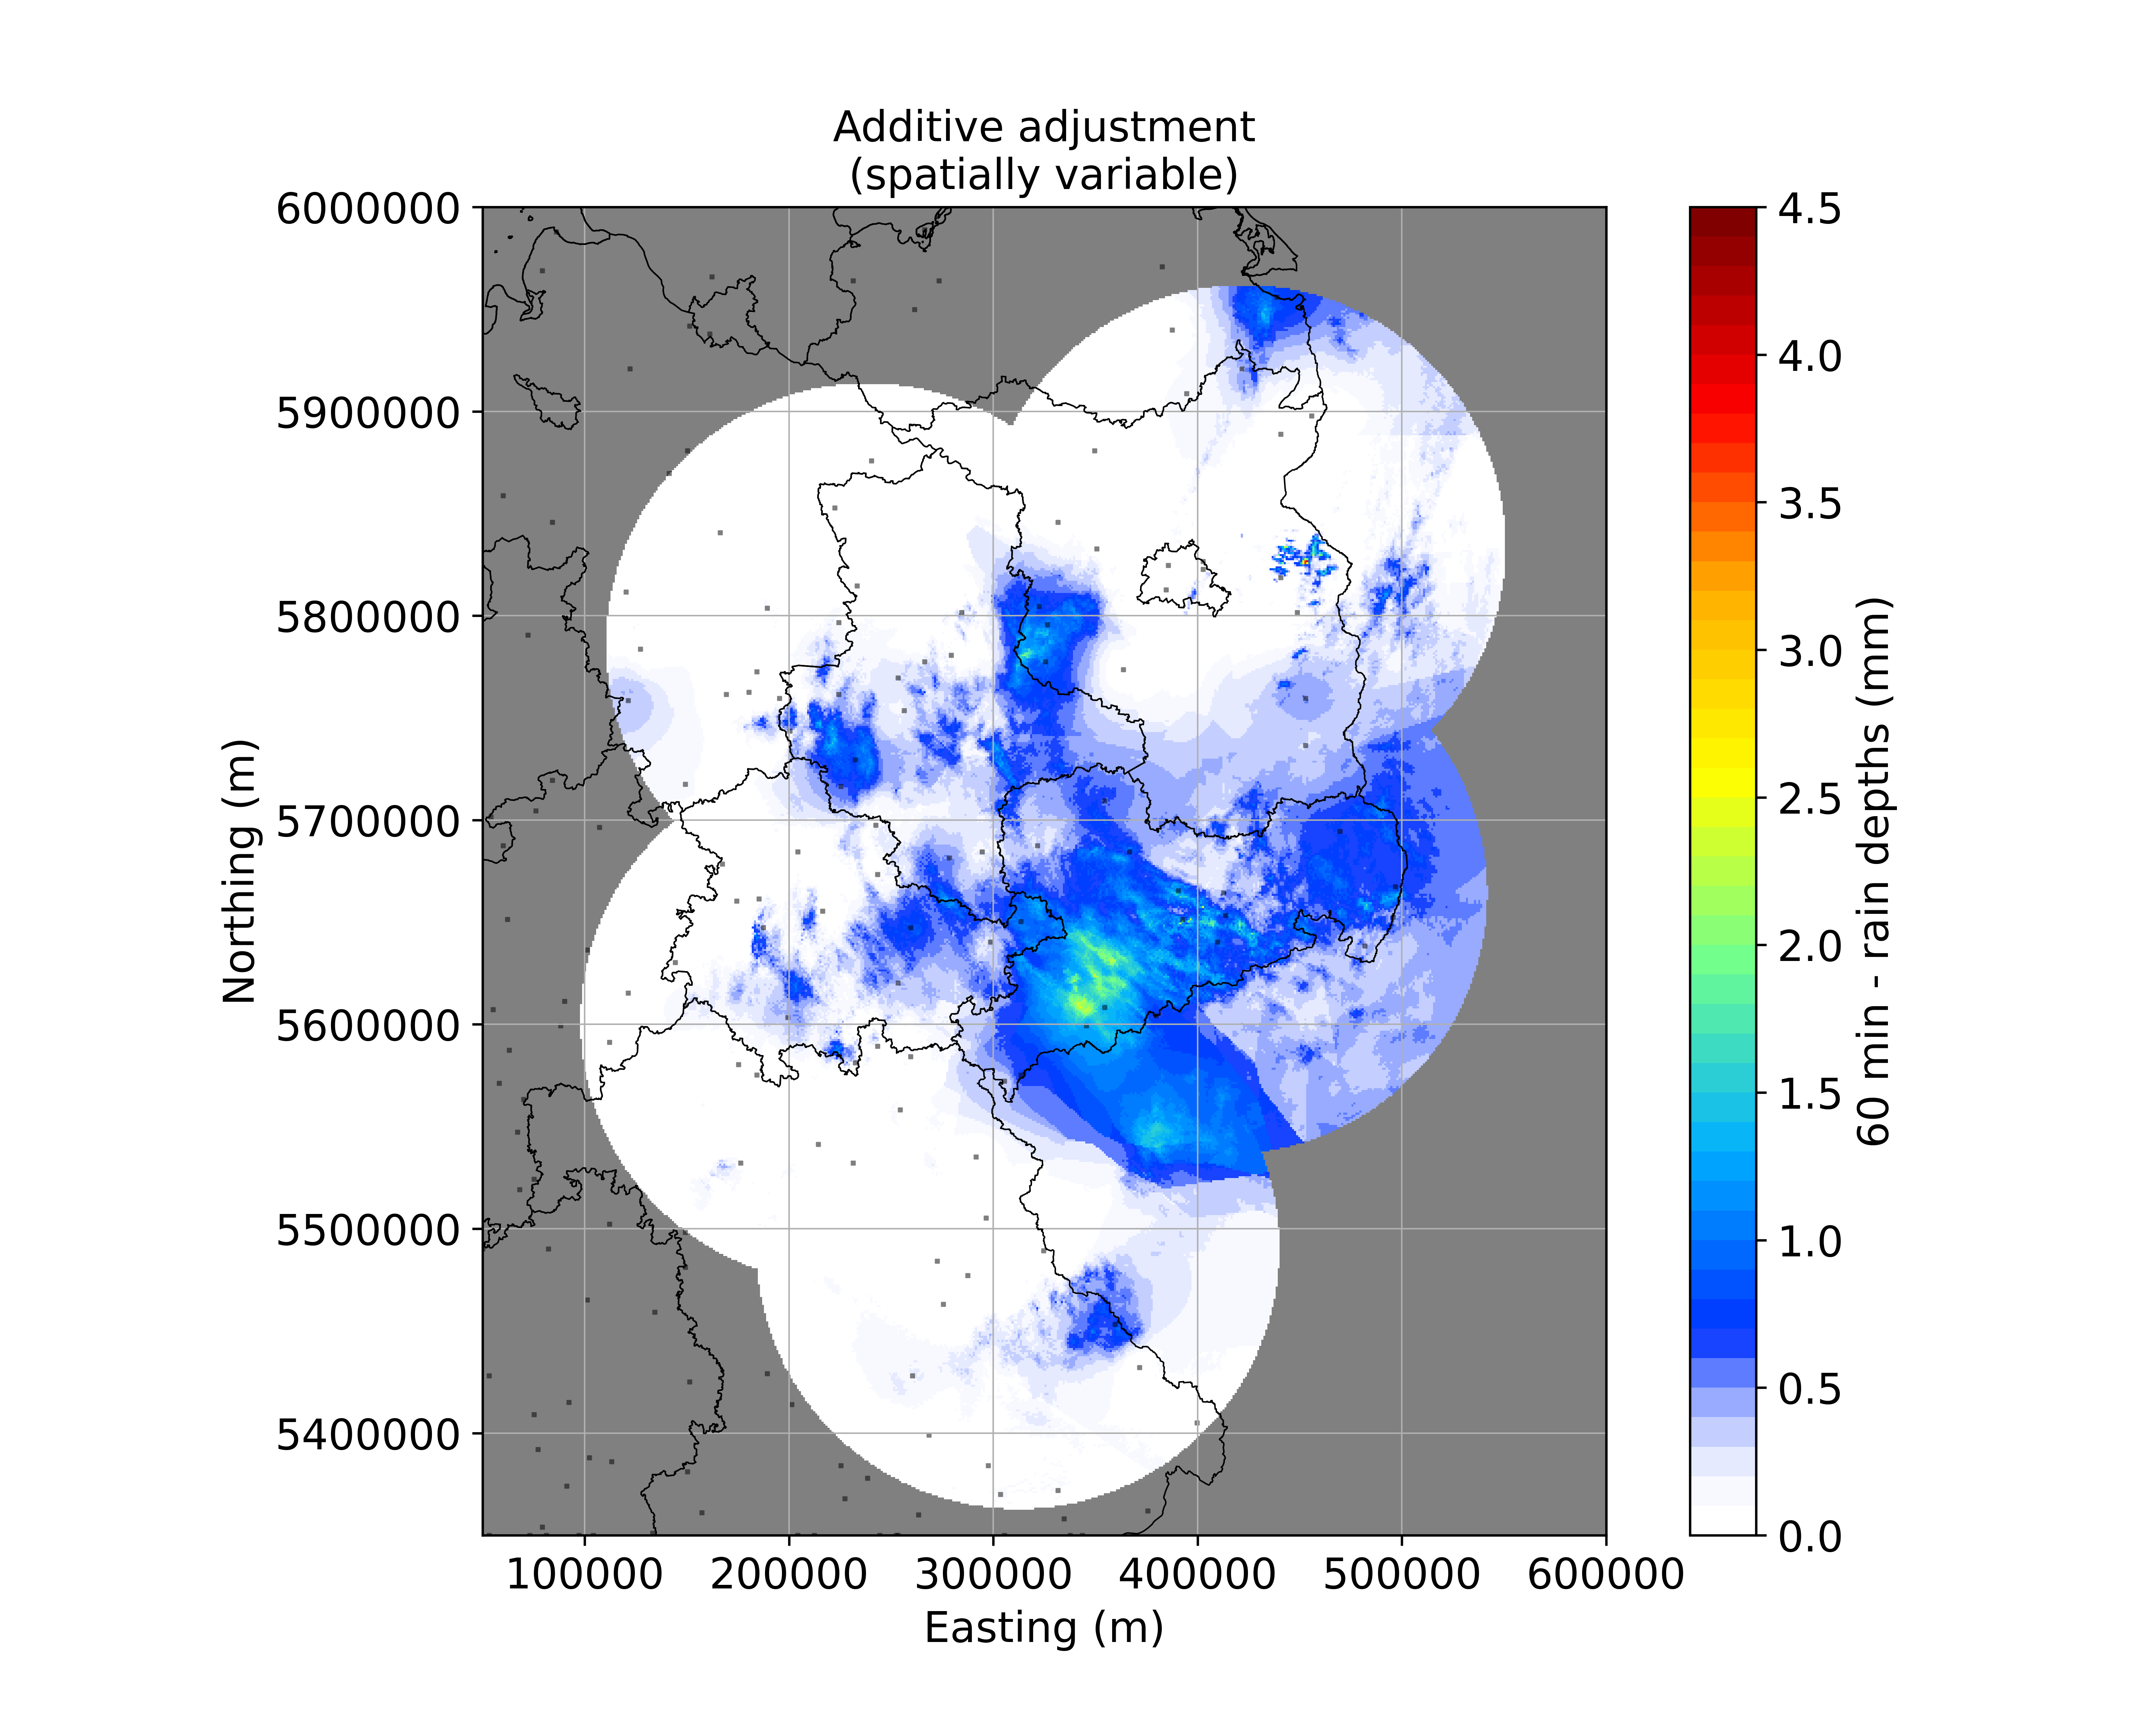 Additive adjustment
(spatially variable)
6000000
5900000
5800000
5700000
5600000
5500000
5400000
Northing (m)
100000 200000 300000 400000 500000 600000
Easting (m)
4.5
4.0
3.5
3.0
2.5
2.0
1.5
1.0
0.5
0.0
60 min - rain depths (mm)